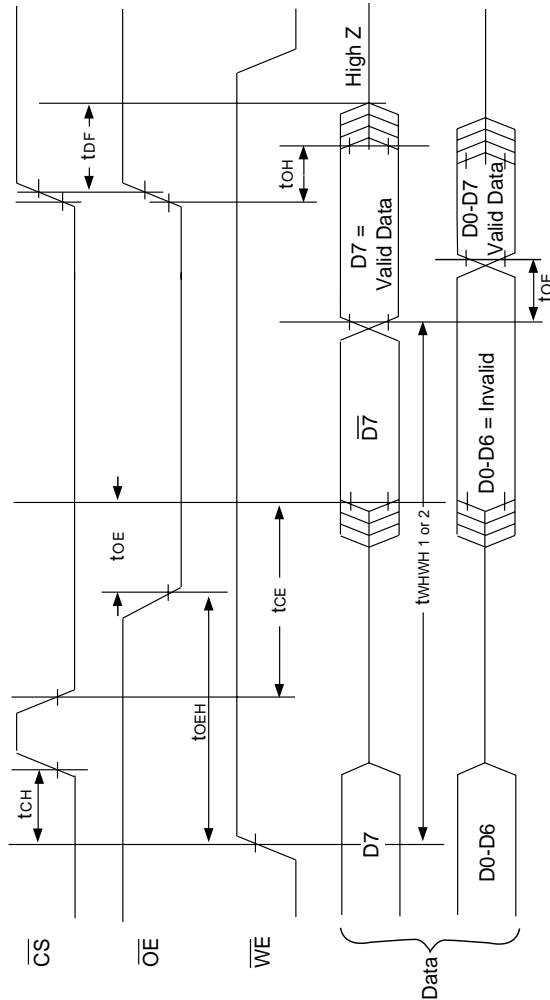 CS
OE
WE
Data
tCH
tOEH
tCE
tOE
tDF
tOH
High Z
D7
D7
D7 =
Valid Data
tWHWH 1 or 2
D0-D6
D0-D6 = Invalid
D0-D7
Valid Data
tOE